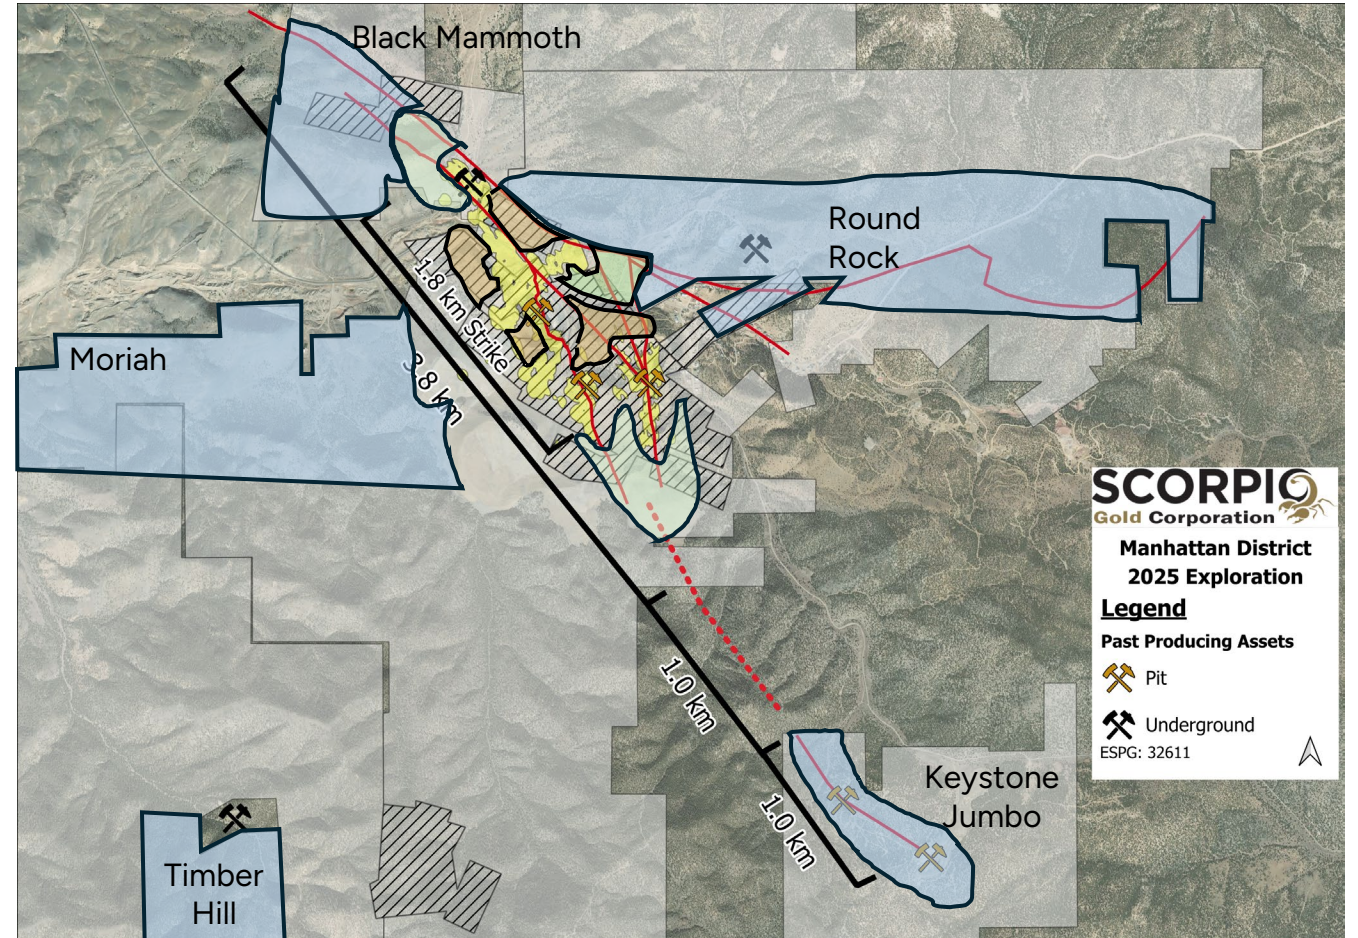 Black Mammoth
Round
Rock
1.8 km Strike
Moriah
3.8 km
SCORPIO
Gold Corporation
Manhattan District
2025 Exploration
Legend
Past Producing Assets
Pit
Underground
ESPG: 32611
1.0 km
Keystone
Jumbo
1.0 km
Timber
Hill